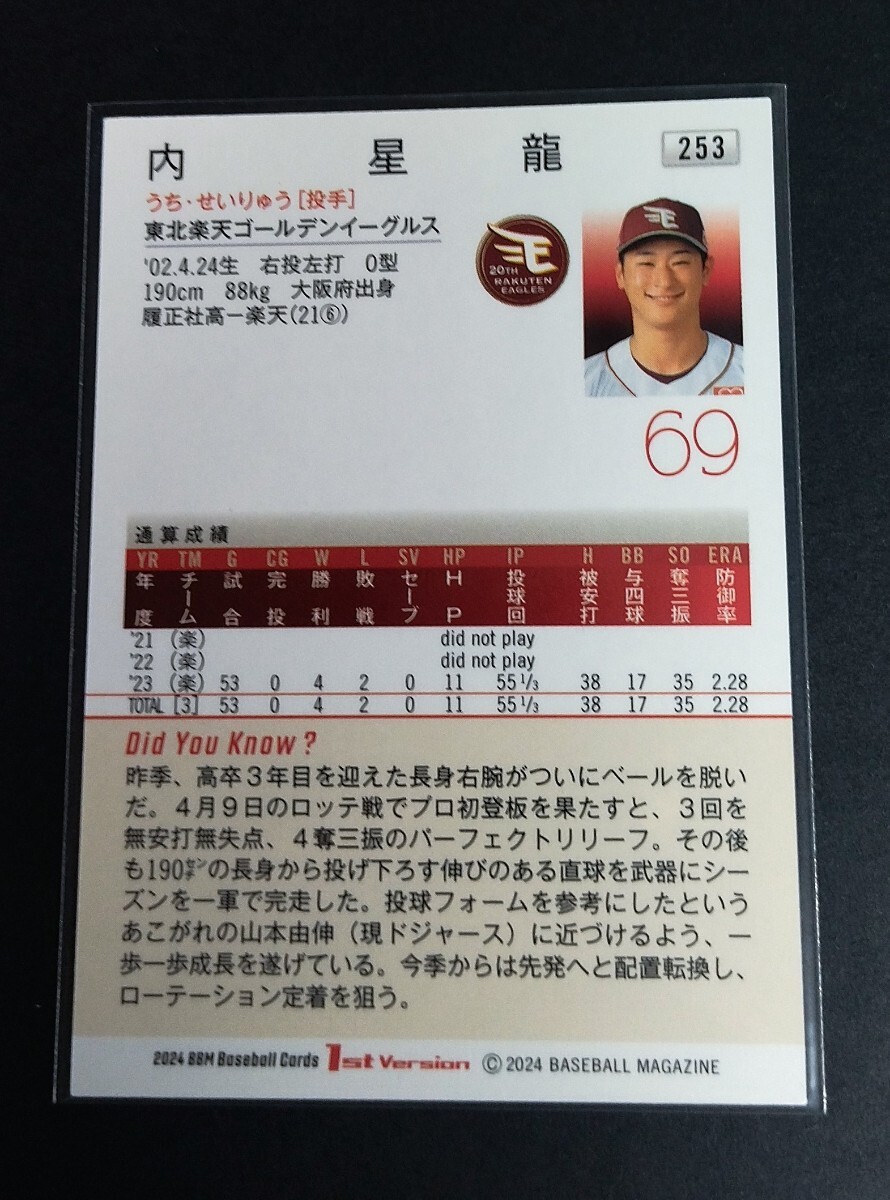 内 星 龍 253
うち・せいりゅう［投手］
東北楽天ゴールデンイーグルス
'02.4.24生 右投左打 O型
190cm 88kg 大阪府出身
履正社高ー楽天(21⑥)
20TH
RAKUTEN
EAGLES
69
通算成績
YR TM G CG W L SV HP IP H BB SO ERA
年度 チーム 試合 完投 勝利 敗戦 セーブ HP 投球回 被安打 与四球 奪三振 防御率
'21 (楽) did not play
'22 (楽) did not play
'23 (楽) 53 0 4 2 0 11 55 1/3 38 17 35 2.28
TOTAL [3] 53 0 4 2 0 11 55 1/3 38 17 35 2.28
Did You Know?
昨季、高卒３年目を迎えた長身右腕がついにベールを脱い
だ。４月９日のロッテ戦でプロ初登板を果たすと、３回を
無安打無失点、４奪三振のパーフェクトリリーフ。その後
も190センチの長身から投げ下ろす伸びのある直球を武器にシー
ズンを一軍で完走した。投球フォームを参考にしたという
あこがれの山本由伸（現ドジャース）に近づけるよう、一
歩一歩成長を遂げている。今季からは先発へと配置転換し、
ローテーション定着を狙う。
2024 BBM Baseball Cards 1st Version © 2024 BASEBALL MAGAZINE